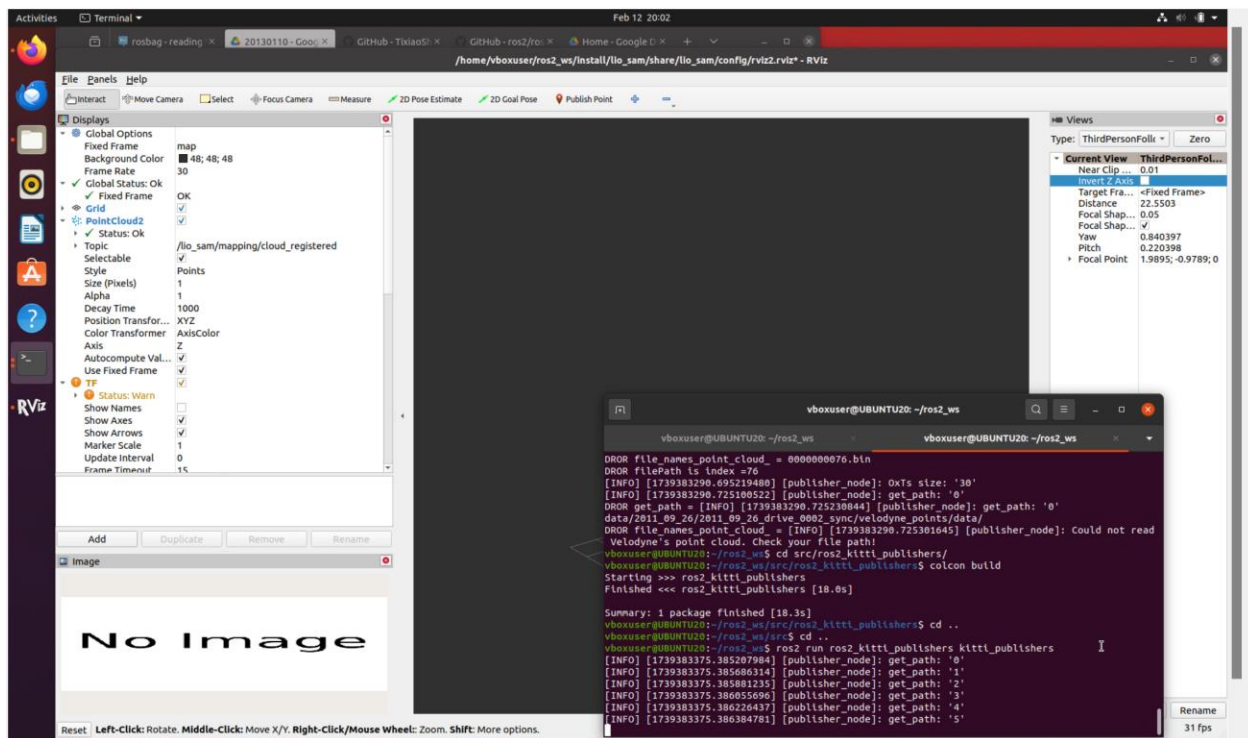 Activities
Terminal
Feb 12 20:02
rosbag - reading
20130110 - Goog
GitHub - TixiaoSh
GitHub - ros2/ros
Home - Google D
/home/vboxuser/ros2_ws/install/lio_sam/share/lio_sam/config/rviz2.rviz* - RViz
File Panels Help
Interact Move Camera Select Focus Camera Measure 2D Pose Estimate 2D Goal Pose Publish Point
Displays
Global Options
Fixed Frame map
Background Color 48; 48; 48
Frame Rate 30
Global Status: Ok
Fixed Frame OK
Grid
PointCloud2
Status: Ok
Topic /lio_sam/mapping/cloud_registered
Selectable
Style Points
Size (Pixels) 1
Alpha 1
Decay Time 1000
Position Transfor... XYZ
Color Transformer AxisColor
Axis Z
Autocompute Val...
Use Fixed Frame
TF
Status: Warn
Show Names
Show Axes
Show Arrows
Marker Scale 1
Update Interval 0
Frame Timeout 15
Add Duplicate Remove Rename
Image
No Image
Reset Left-Click: Rotate. Middle-Click: Move X/Y. Right-Click/Mouse Wheel:: Zoom. Shift: More options.
Views
Type: ThirdPersonFoll Zero
Current View ThirdPersonFol...
Near Clip ... 0.01
Invert Z Axis
Target Fra... <Fixed Frame>
Distance 22.5503
Focal Shap... 0.05
Focal Shap...
Yaw 0.840397
Pitch 0.220398
Focal Point 1.9895; -0.9789; 0
Rename
31 fps
RViz
vboxuser@UBUNTU20: ~/ros2_ws
vboxuser@UBUNTU20: ~/ros2_ws
vboxuser@UBUNTU20: ~/ros2_ws
DROR file_names_point_cloud_ = 0000000076.bin
DROR filePath is index =76
[INFO] [1739383290.695219480] [publisher_node]: OxTs size: '30'
[INFO] [1739383290.725100522] [publisher_node]: get_path: '0'
DROR get_path = [INFO] [1739383290.725230844] [publisher_node]: get_path: '0'
data/2011_09_26/2011_09_26_drive_0002_sync/velodyne_points/data/
DROR file_names_point_cloud_ = [INFO] [1739383290.725301645] [publisher_node]: Could not read
Velodyne's point cloud. Check your file path!
vboxuser@UBUNTU20:~/ros2_ws$ cd src/ros2_kitti_publishers/
vboxuser@UBUNTU20:~/ros2_ws/src/ros2_kitti_publishers$ colcon build
Starting >>> ros2_kitti_publishers
Finished <<< ros2_kitti_publishers [18.0s]
Summary: 1 package finished [18.3s]
vboxuser@UBUNTU20:~/ros2_ws/src/ros2_kitti_publishers$ cd ..
vboxuser@UBUNTU20:~/ros2_ws/src$ cd ..
vboxuser@UBUNTU20:~/ros2_ws$ ros2 run ros2_kitti_publishers kitti_publishers
[INFO] [1739383375.385207984] [publisher_node]: get_path: '0'
[INFO] [1739383375.385686314] [publisher_node]: get_path: '1'
[INFO] [1739383375.385881235] [publisher_node]: get_path: '2'
[INFO] [1739383375.386055696] [publisher_node]: get_path: '3'
[INFO] [1739383375.386226437] [publisher_node]: get_path: '4'
[INFO] [1739383375.386384781] [publisher_node]: get_path: '5'